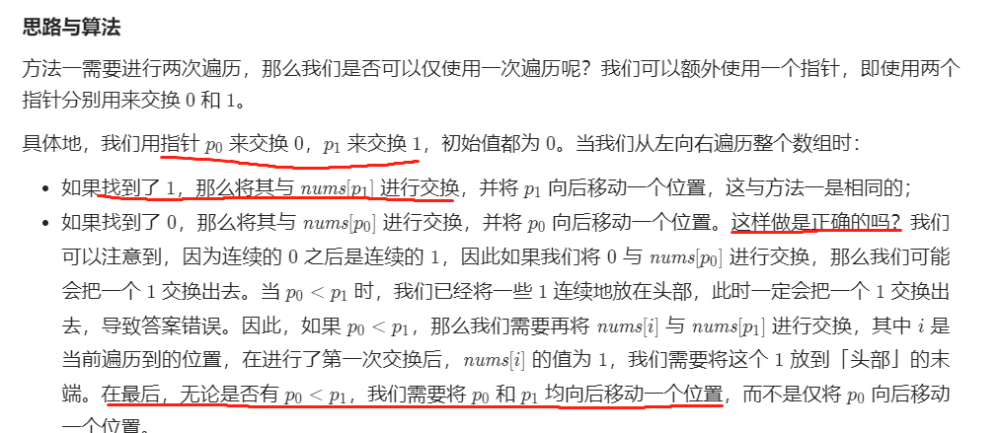 思路与算法
方法一需要进行两次遍历，那么我们是否可以仅使用一次遍历呢？我们可以额外使用一个指针，即使用两个
指针分别用来交换 0 和 1。
具体地，我们用指针 p0 来交换 0，p1 来交换 1，初始值都为 0。当我们从左向右遍历整个数组时：
• 如果找到了 1，那么将其与 nums[p1] 进行交换，并将 p1 向后移动一个位置，这与方法一是相同的；
• 如果找到了 0，那么将其与 nums[p0] 进行交换，并将 p0 向后移动一个位置。这样做是正确的吗？我们
可以注意到，因为连续的 0 之后是连续的 1，因此如果我们将 0 与 nums[p0] 进行交换，那么我们可能
会把一个 1 交换出去。当 p0 < p1 时，我们已经将一些 1 连续地放在头部，此时一定会把一个 1 交换出
去，导致答案错误。因此，如果 p0 < p1，那么我们需要再将 nums[i] 与 nums[p1] 进行交换，其中 i 是
当前遍历到的位置，在进行了第一次交换后，nums[i] 的值为 1，我们需要将这个 1 放到「头部」的末
端。在最后，无论是否有 p0 < p1，我们需要将 p0 和 p1 均向后移动一个位置，而不是仅将 p0 向后移动
一个位置。